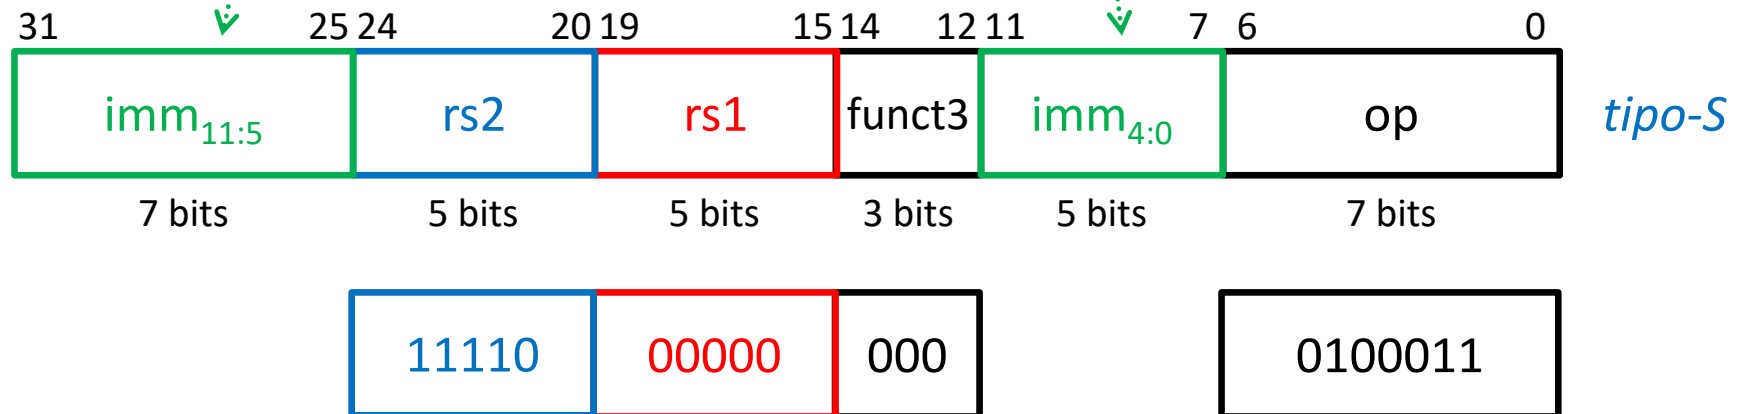 31 25 24 20 19 15 14 12 11 7 6 0
imm11:5 rs2 rs1 funct3 imm4:0 op tipo-S
7 bits 5 bits 5 bits 3 bits 5 bits 7 bits
11110 00000 000 0100011